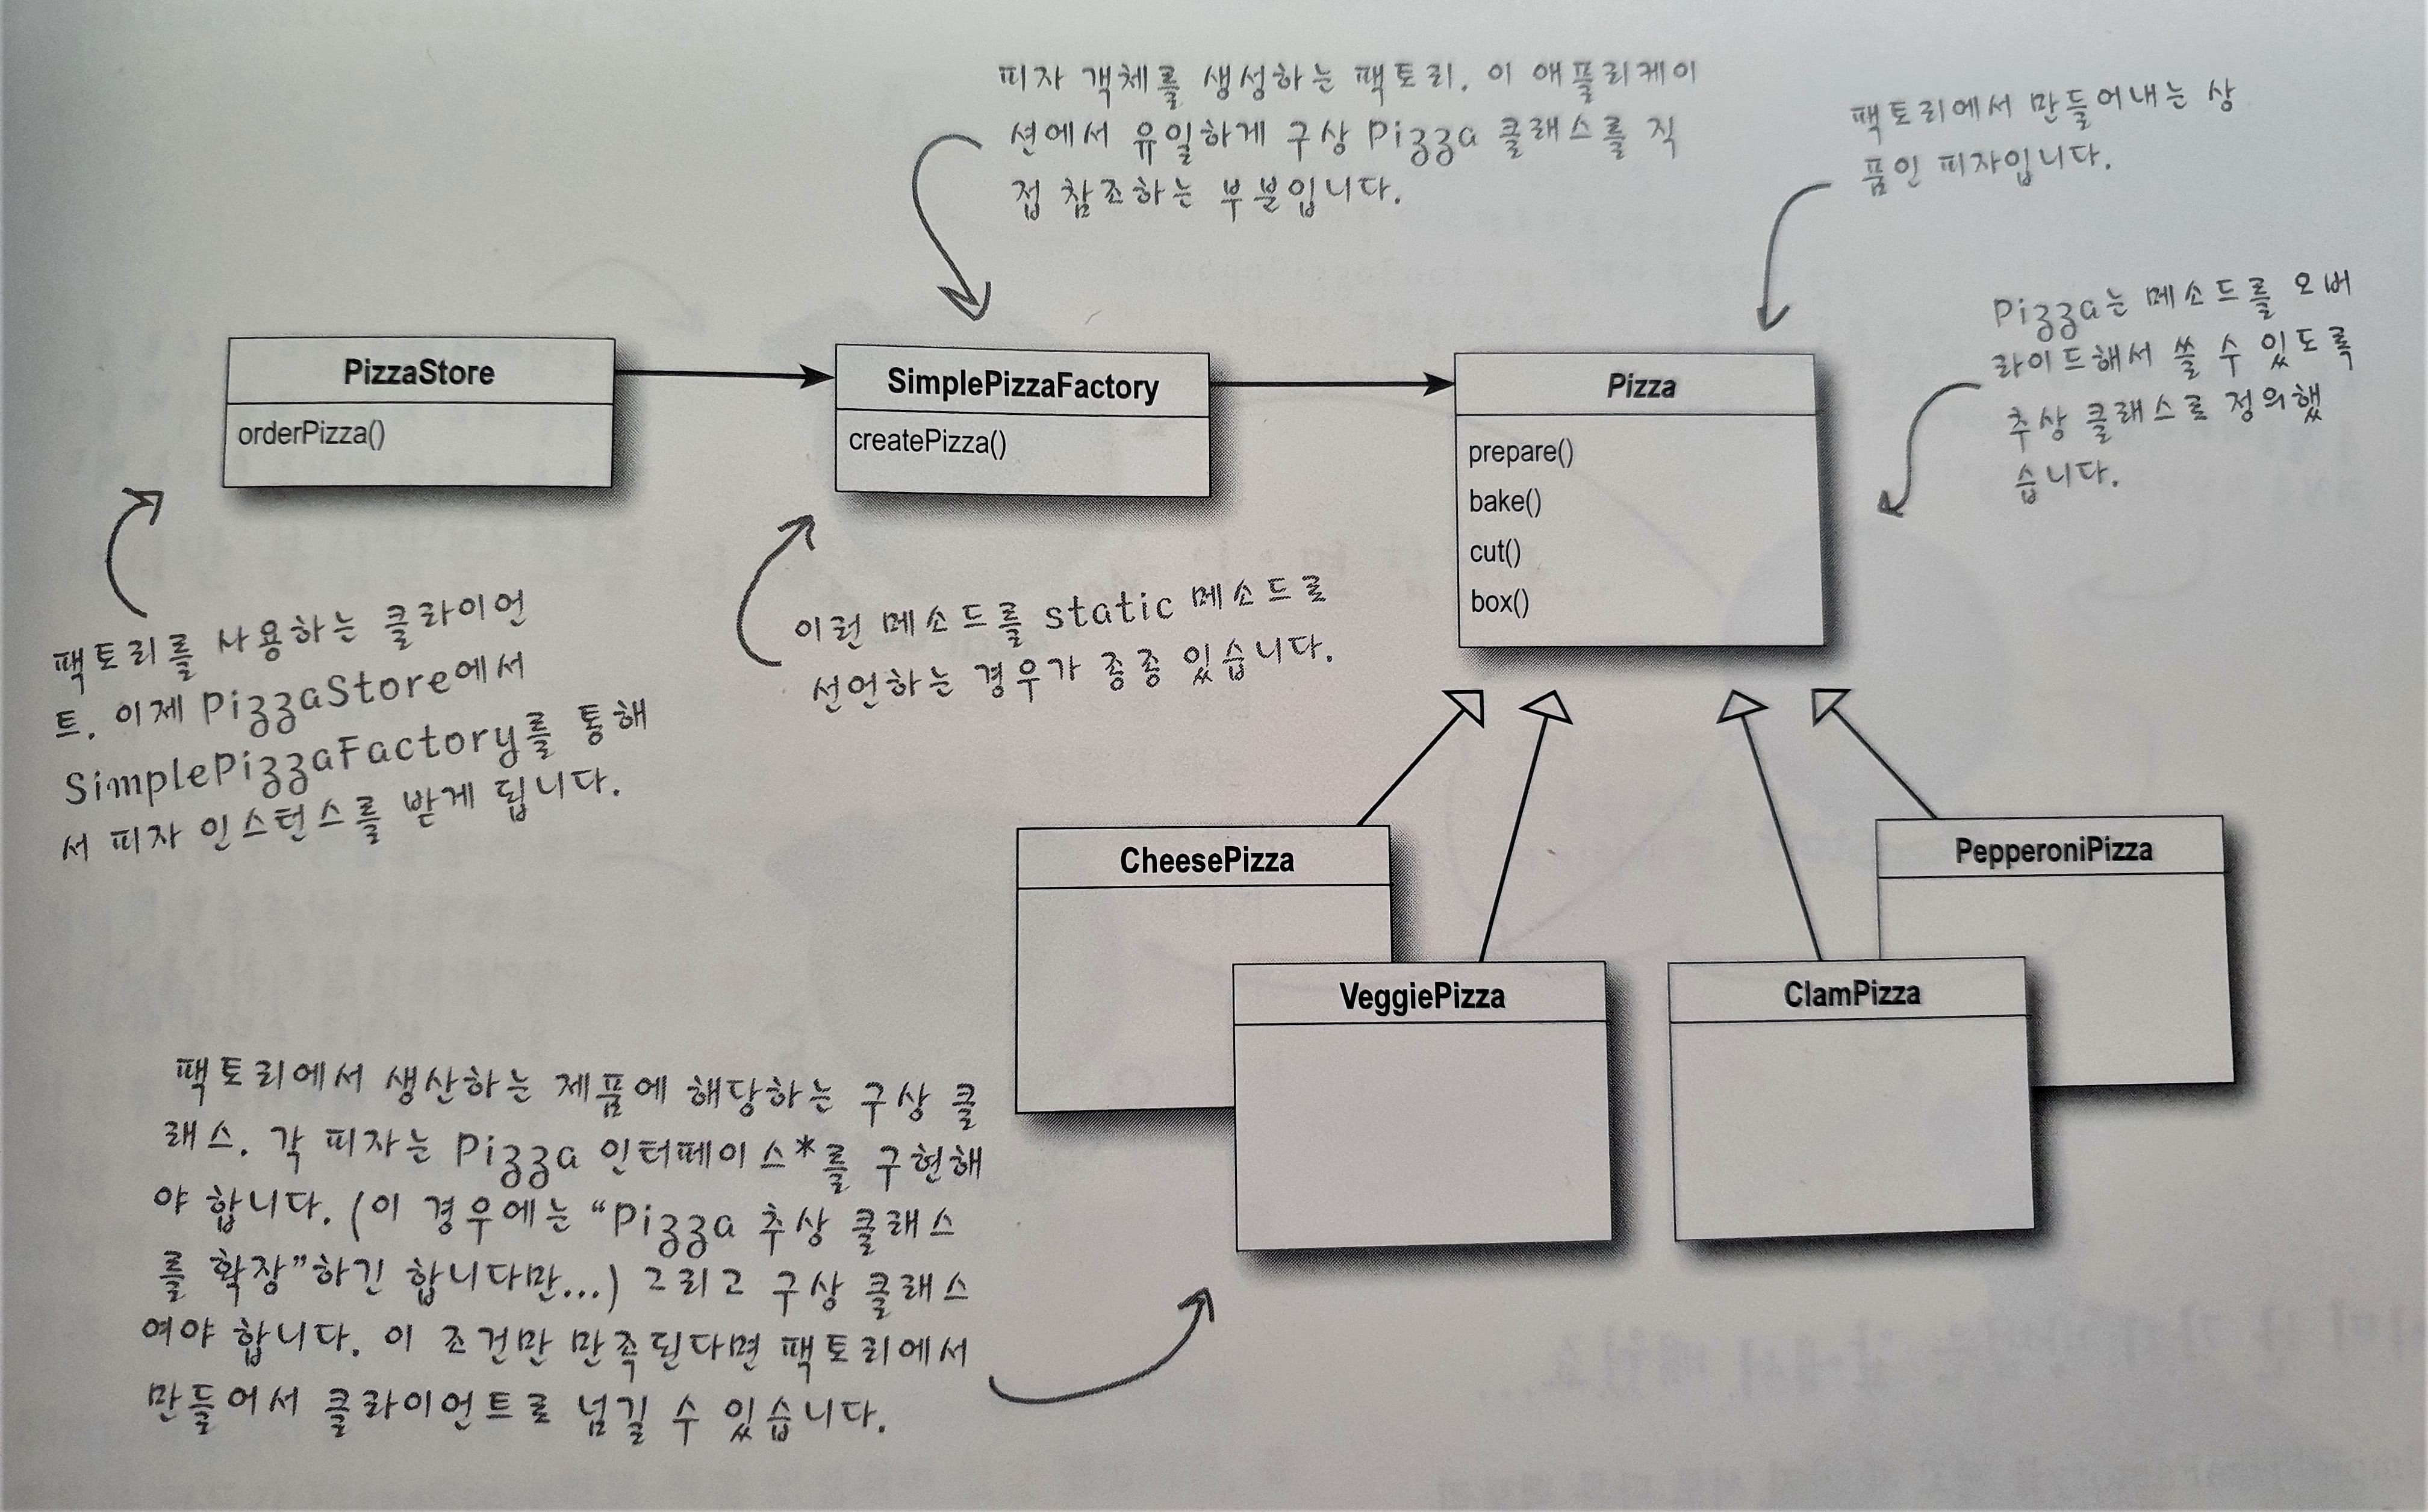 피자 객체를 생성하는 팩토리. 이 애플리케이
션에서 유일하게 구상 Pizza 클래스를 직
접 참조하는 부분입니다.
팩토리에서 만들어내는 상
품인 피자입니다.
Pizza는 메소드를 오버
라이드해서 쓸 수 있도록
추상 클래스로 정의했
습니다.
PizzaStore
orderPizza()
SimplePizzaFactory
createPizza()
Pizza
prepare()
bake()
cut()
box()
팩토리를 사용하는 클라이언
트. 이제 PizzaStore에서
SimplePizzaFactory를 통해
서 피자 인스턴스를 받게 됩니다.
이런 메소드를 static 메소드로
선언하는 경우가 종종 있습니다.
CheesePizza
VeggiePizza
ClamPizza
PepperoniPizza
팩토리에서 생산하는 제품에 해당하는 구상 클
래스. 각 피자는 Pizza 인터페이스*를 구현해
야 합니다. (이 경우에는 “Pizza 추상 클래스
를 확장”하긴 합니다만...) 그리고 구상 클래스
여야 합니다. 이 조건만 만족된다면 팩토리에서
만들어서 클라이언트로 넘길 수 있습니다.